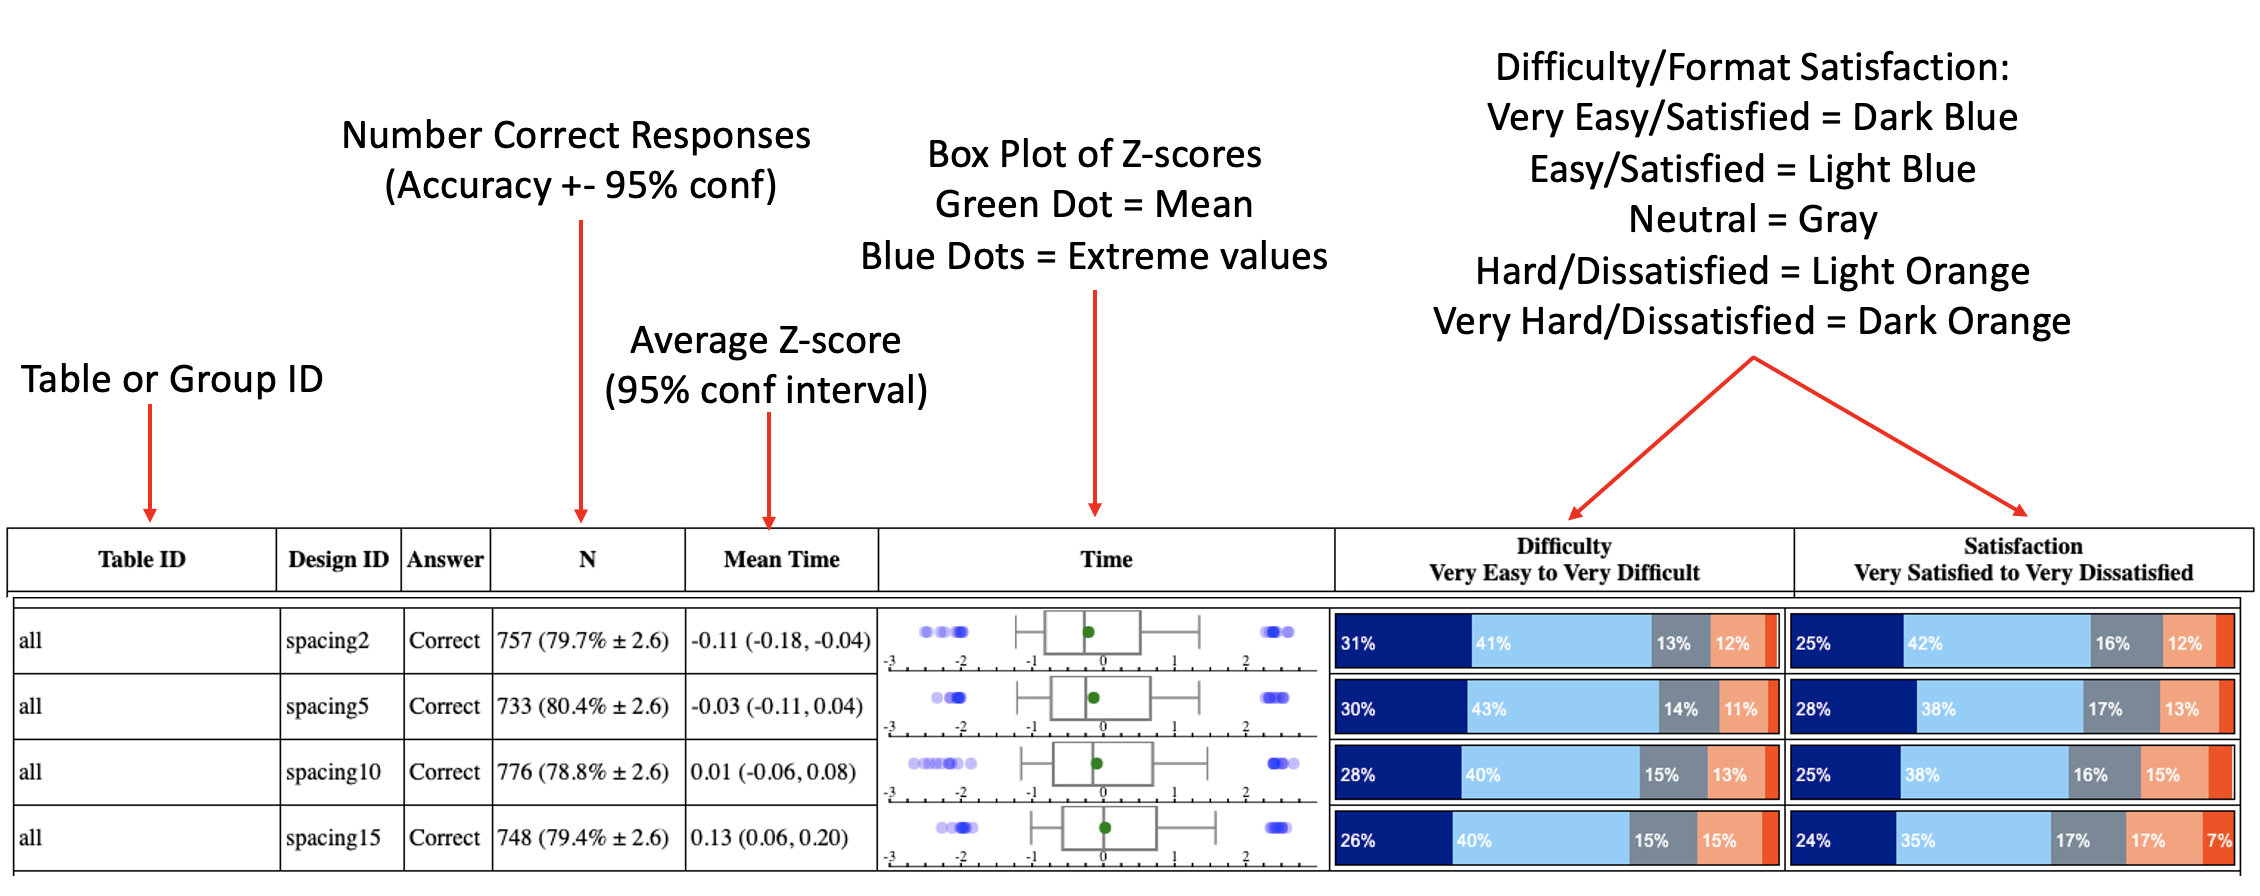 Difficulty/Format Satisfaction:
Very Easy/Satisfied = Dark Blue
Easy/Satisfied = Light Blue
Neutral = Gray
Hard/Dissatisfied = Light Orange
Very Hard/Dissatisfied = Dark Orange
Number Correct Responses
(Accuracy +- 95% conf)
Box Plot of Z-scores
Green Dot = Mean
Blue Dots = Extreme values
Average Z-score
(95% conf interval)
Table or Group ID
Table ID Design ID Answer N Mean Time Time Difficulty Satisfaction
Very Easy to Very Difficult Very Satisfied to Very Dissatisfied
all spacing2 Correct 757 (79.7% ± 2.6) -0.11 (-0.18, -0.04) 31% 41% 13% 12% 25% 42% 16% 12%
-3 -2 -1 0 1 2
all spacing5 Correct 733 (80.4% ± 2.6) -0.03 (-0.11, 0.04) 30% 43% 14% 11% 28% 38% 17% 13%
-3 -2 -1 0 1 2
all spacing10 Correct 776 (78.8% ± 2.6) 0.01 (-0.06, 0.08) 28% 40% 15% 13% 25% 38% 16% 15%
-3 -2 -1 0 1 2
all spacing15 Correct 748 (79.4% ± 2.6) 0.13 (0.06, 0.20) 26% 40% 15% 15% 24% 35% 17% 17% 7%
-3 -2 -1 0 1 2